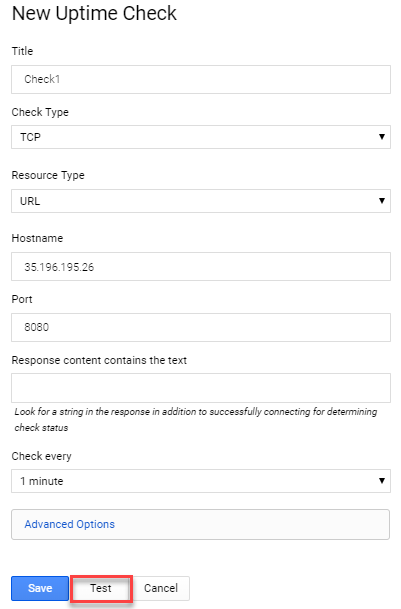 New Uptime Check
Title
Check1
Check Type
TCP
Resource Type
URL
Hostname
35.196.195.26
Port
8080
Response content contains the text
Look for a string in the response in addition to successfully connecting for determining
check status
Check every
1 minute
Advanced Options
Save Test Cancel